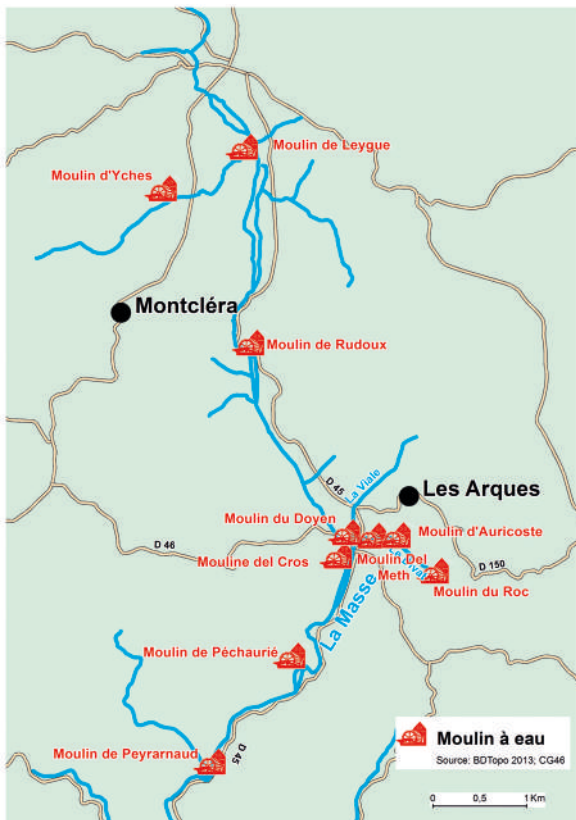 Moulin de Leygue
Moulin d'Yches
Montcléra
Moulin de Rudoux
La Viale
D 45
Les Arques
Moulin du Doyen
Moulin d'Auricoste
D 46
Mouline del Cros
Moulin Del
Meth
D 150
Moulin du Roc
La Masse
Moulin de Péchaurié
Moulin de Peyrarnaud
D 45
Moulin à eau
Source: BDTopo 2013; CG46
0 0,5 1 Km